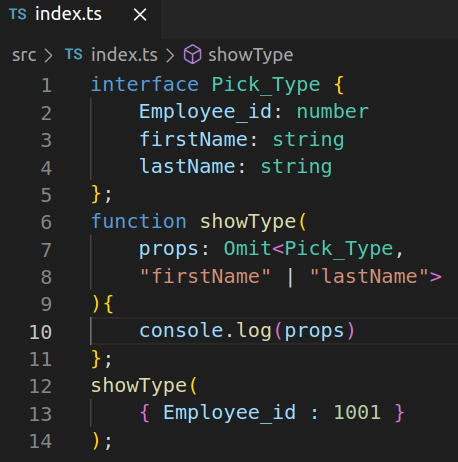 TS index.ts ×
src > TS index.ts > showType
1 interface Pick_Type {
2 Employee_id: number
3 firstName: string
4 lastName: string
5 };
6 function showType(
7 props: Omit<Pick_Type,
8 "firstName" | "lastName">
9 ){
10 console.log(props)
11 };
12 showType(
13 { Employee_id : 1001 }
14 );